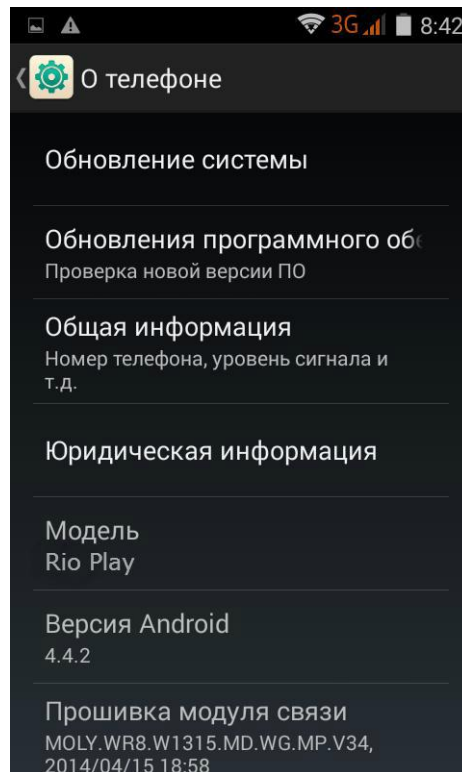 3G 8:42
О телефоне
Обновление системы
Обновления программного обе
Проверка новой версии ПО
Общая информация
Номер телефона, уровень сигнала и
т.д.
Юридическая информация
Модель
Rio Play
Версия Android
4.4.2
Прошивка модуля связи
MOLY.WR8.W1315.MD.WG.MP.V34,
2014/04/15 18:58